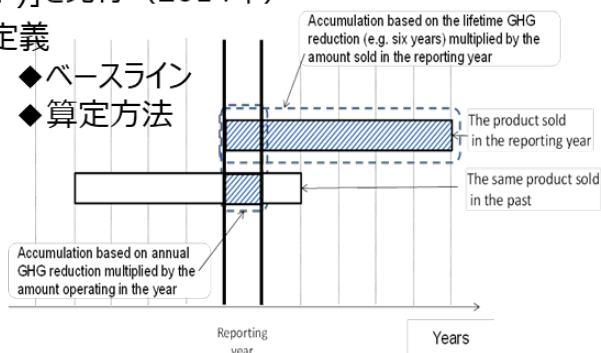 (2014年)
定義
◆ベースライン
◆算定方法
Accumulation based on the lifetime GHG
reduction (e.g. six years) multiplied by the
amount sold in the reporting year
The product sold
in the reporting year
The same product sold
in the past
Accumulation based on annual
GHG reduction multiplied by the
amount operating in the year
Reporting
year
Years